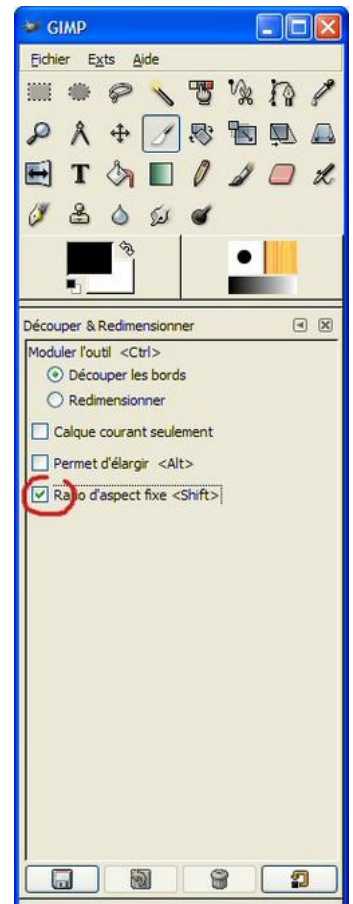 GIMP
Fichier Exts Aide
Découper & Redimensionner
Moduler l'outil <Ctrl>
Découper les bords
Redimensionner
Calque courant seulement
Permet d'élargir <Alt>
Ratio d'aspect fixe <Shift>